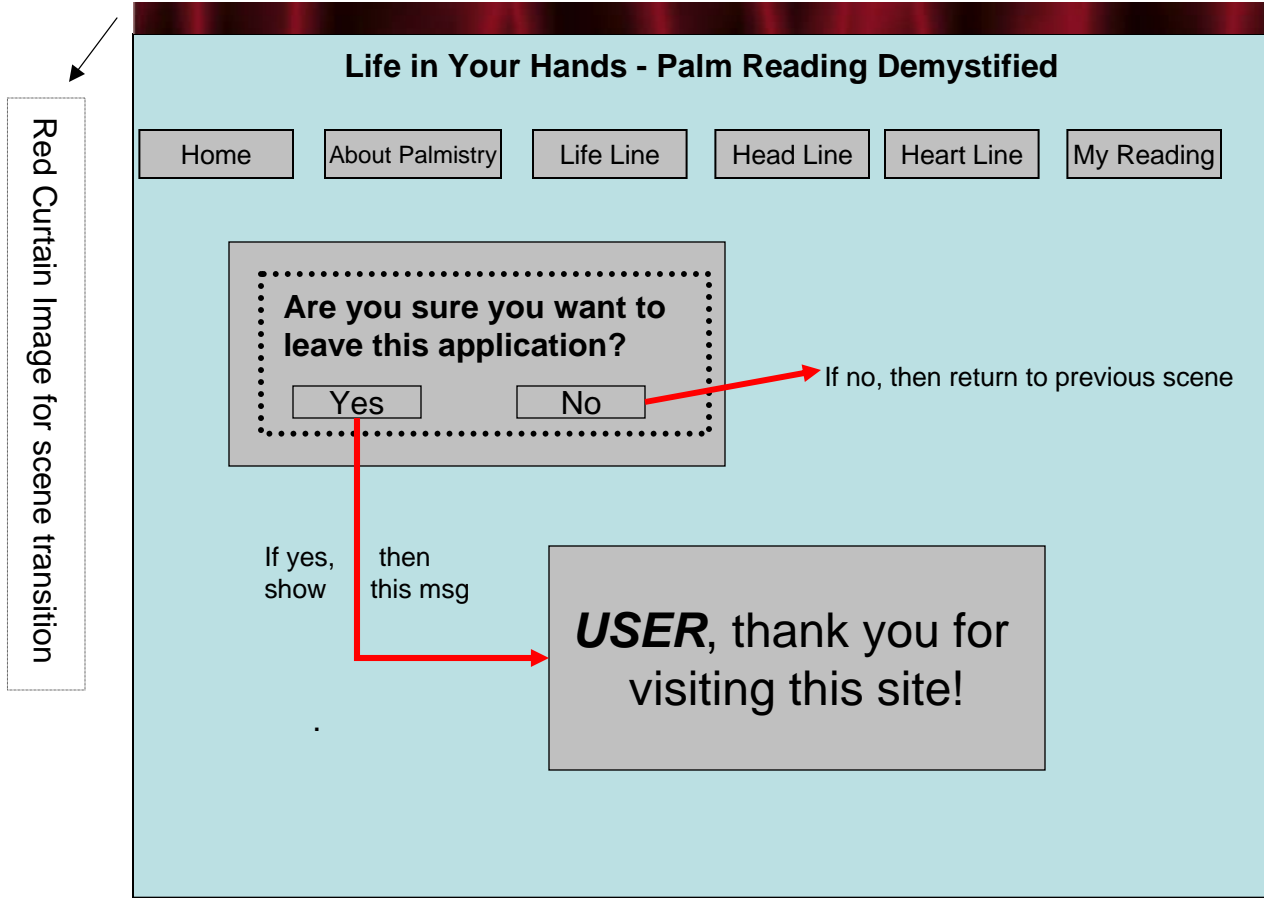 Life in Your Hands - Palm Reading Demystified
Home
About Palmistry
Life Line
Head Line
Heart Line
My Reading
Red Curtain Image for scene transition
Are you sure you want to
leave this application?
Yes
No
If no, then return to previous scene
If yes, then
show this msg
USER, thank you for
visiting this site!
.